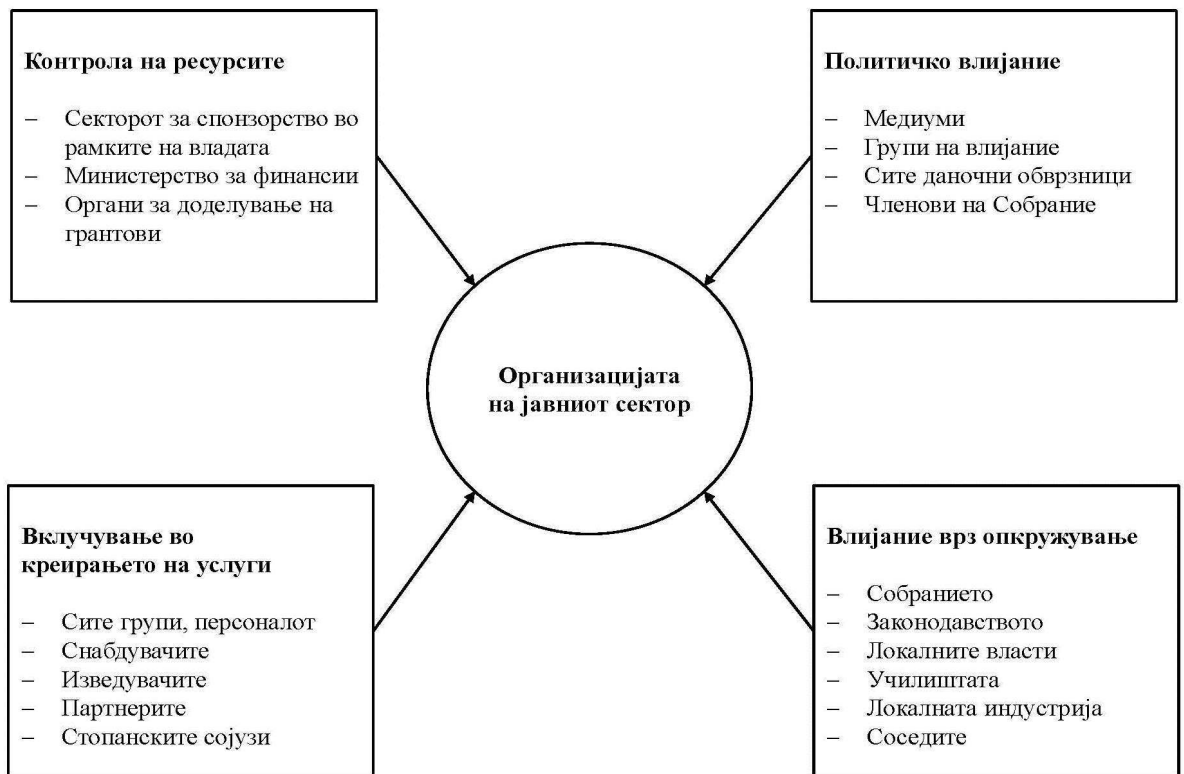 Контрола на ресурсите
– Секторот за спонзорство во
рамките на владата
– Министерство за финансии
– Органи за доделување на
грантови
Политичко влијание
– Медиуми
– Групи на влијание
– Сите даночни обврзници
– Членови на Собрание
Организацијата
на јавниот сектор
Вклучување во
креирањето на услуги
– Сите групи, персоналот
– Снабдувачите
– Изведувачите
– Партнерите
– Стопанските сојузи
Влијание врз опкружување
– Собранието
– Законодавството
– Локалните власти
– Училиштата
– Локалната индустрија
– Соседите